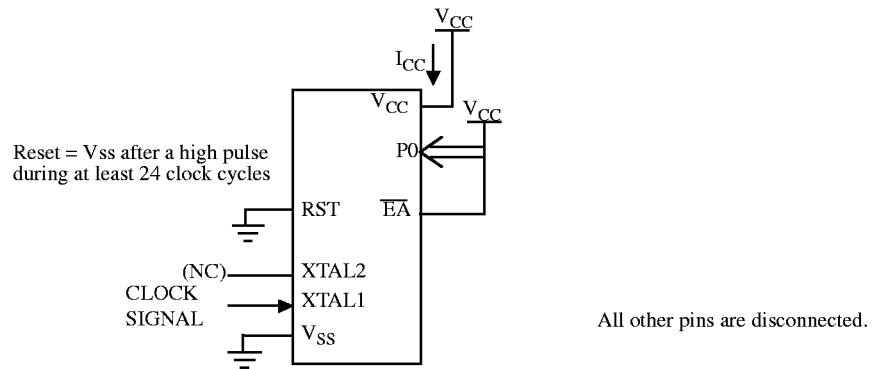 VCC
ICC
VCC
VCC
Reset = Vss after a high pulse
during at least 24 clock cycles
P0
RST
EA
(NC)
XTAL2
CLOCK
SIGNAL
XTAL1
VSS
All other pins are disconnected.